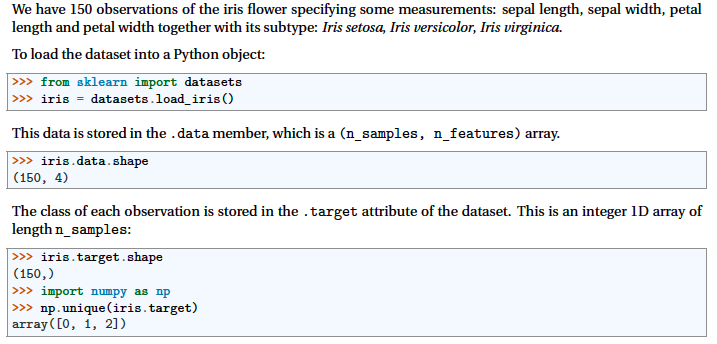 We have 150 observations of the iris flower specifying some measurements: sepal length, sepal width, petal
length and petal width together with its subtype: Iris setosa, Iris versicolor, Iris virginica.
To load the dataset into a Python object:
>>> from sklearn import datasets
>>> iris = datasets.load_iris()
This data is stored in the .data member, which is a (n_samples, n_features) array.
>>> iris.data.shape
(150, 4)
The class of each observation is stored in the .target attribute of the dataset. This is an integer 1D array of
length n_samples:
>>> iris.target.shape
(150,)
>>> import numpy as np
>>> np.unique(iris.target)
array([0, 1, 2])